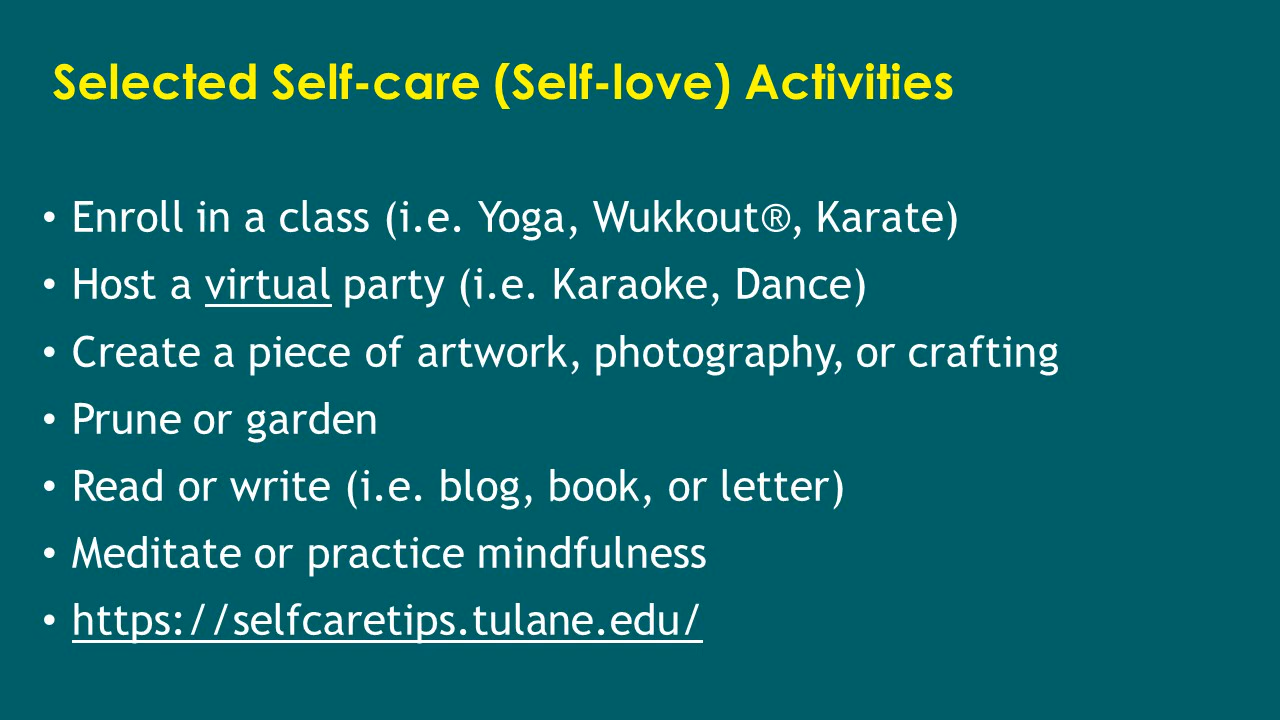 Selected Self-care (Self-love) Activities
• Enroll in a class (i.e. Yoga, Wukkout®, Karate)
• Host a virtual party (i.e. Karaoke, Dance)
• Create a piece of artwork, photography, or crafting
• Prune or garden
• Read or write (i.e. blog, book, or letter)
• Meditate or practice mindfulness
• https://selfcaretips.tulane.edu/